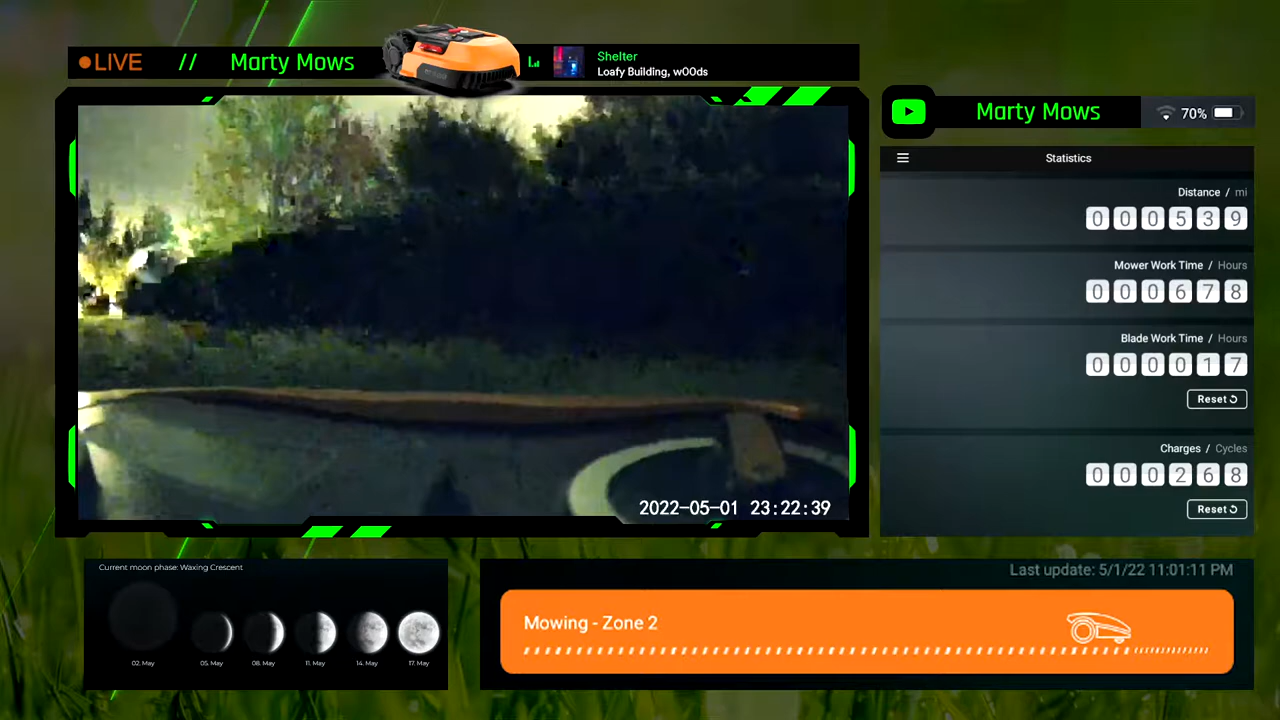 LIVE // Marty Mows
Shelter
Loafy Building, w00ds
Marty Mows
70%
Statistics
Distance / mi
000539
Mower Work Time / Hours
000678
Blade Work Time / Hours
000017
Reset
Charges / Cycles
000268
Reset
2022-05-01 23:22:39
Current moon phase: Waxing Crescent
02. May 05. May 08. May 11. May 14. May 17. May
Last update: 5/1/22 11:01:11 PM
Mowing - Zone 2